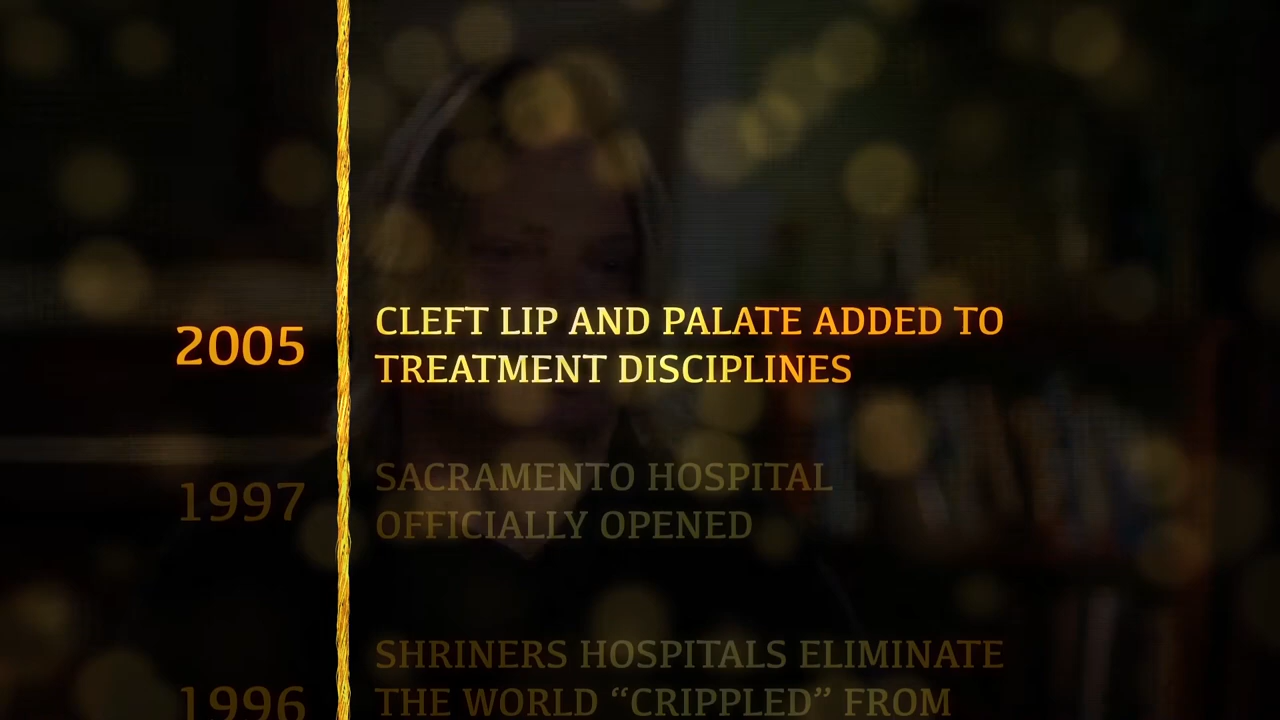 2005
CLEFT LIP AND PALATE ADDED TO
TREATMENT DISCIPLINES
1997
SACRAMENTO HOSPITAL
OFFICIALLY OPENED
1996
SHRINERS HOSPITALS ELIMINATE
THE WORLD “CRIPPLED” FROM